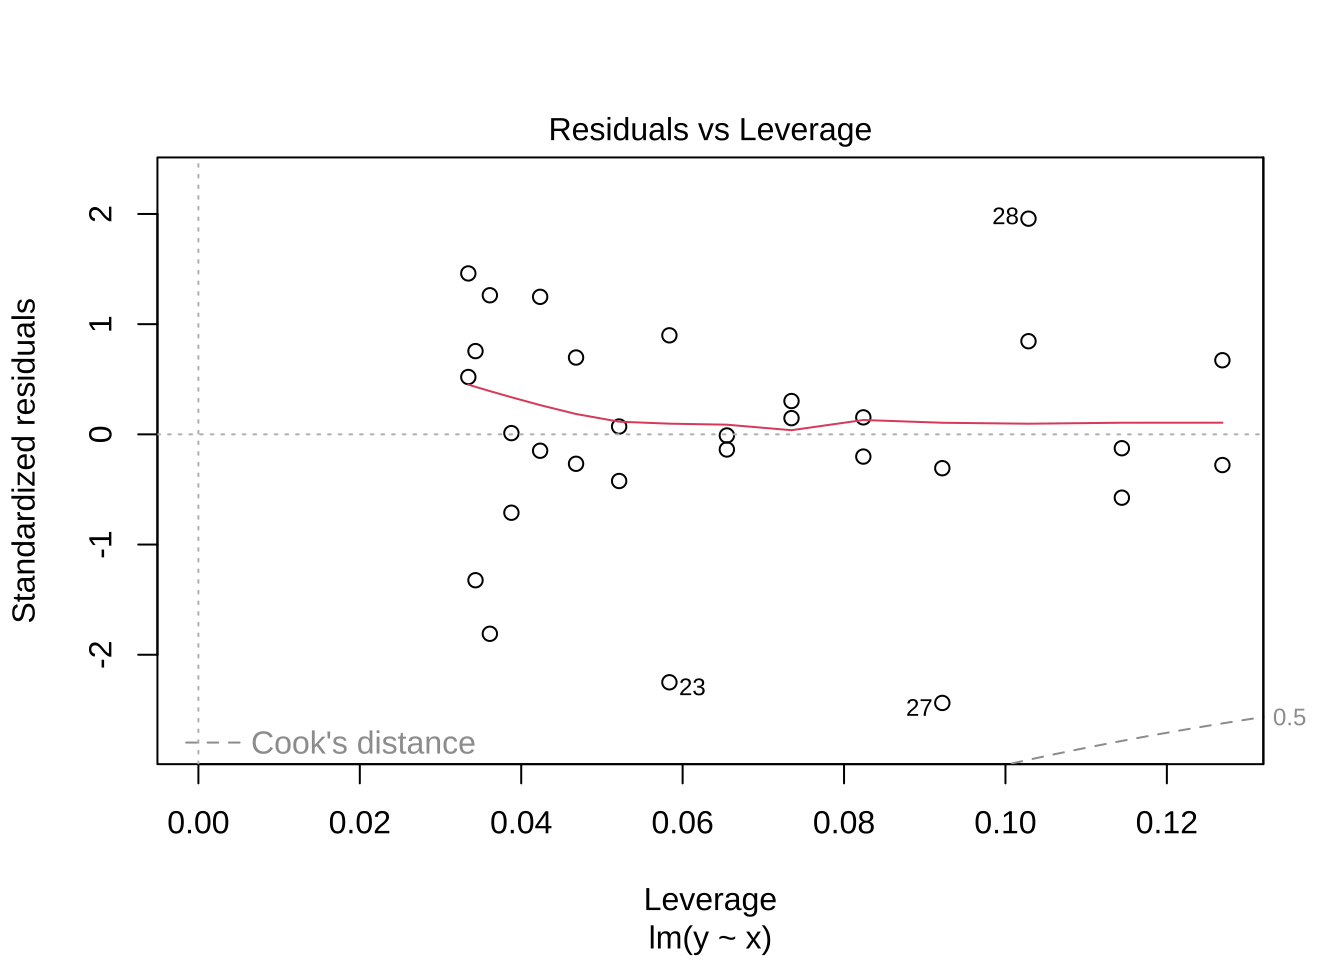 Residuals vs Leverage
Standardized residuals
2
1
0
-1
-2
28
23
27
0.5
Cook's distance
0.00 0.02 0.04 0.06 0.08 0.10 0.12
Leverage
lm(y ~ x)